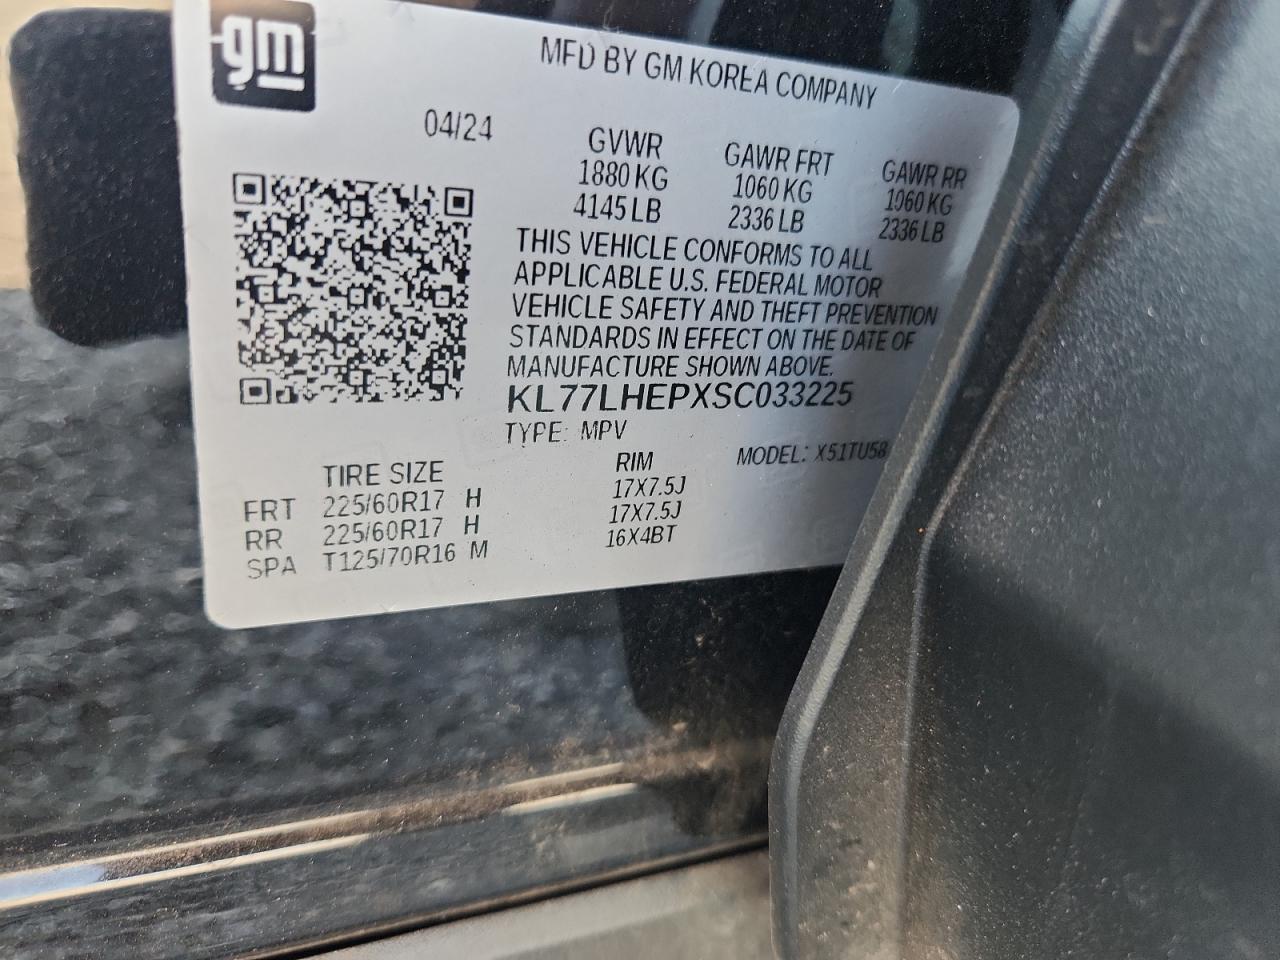 gm
MFD BY GM KOREA COMPANY
04/24
GVWR GAWR FRT GAWR RR
1880 KG 1060 KG 1060 KG
4145 LB 2336 LB 2336 LB
THIS VEHICLE CONFORMS TO ALL
APPLICABLE U.S. FEDERAL MOTOR
VEHICLE SAFETY AND THEFT PREVENTION
STANDARDS IN EFFECT ON THE DATE OF
MANUFACTURE SHOWN ABOVE.
KL77LHEPXSC033225
TYPE: MPV MODEL: X51TU58
TIRE SIZE RIM
FRT 225/60R17 H 17X7.5J
RR 225/60R17 H 17X7.5J
SPA T125/70R16 M 16X4BT